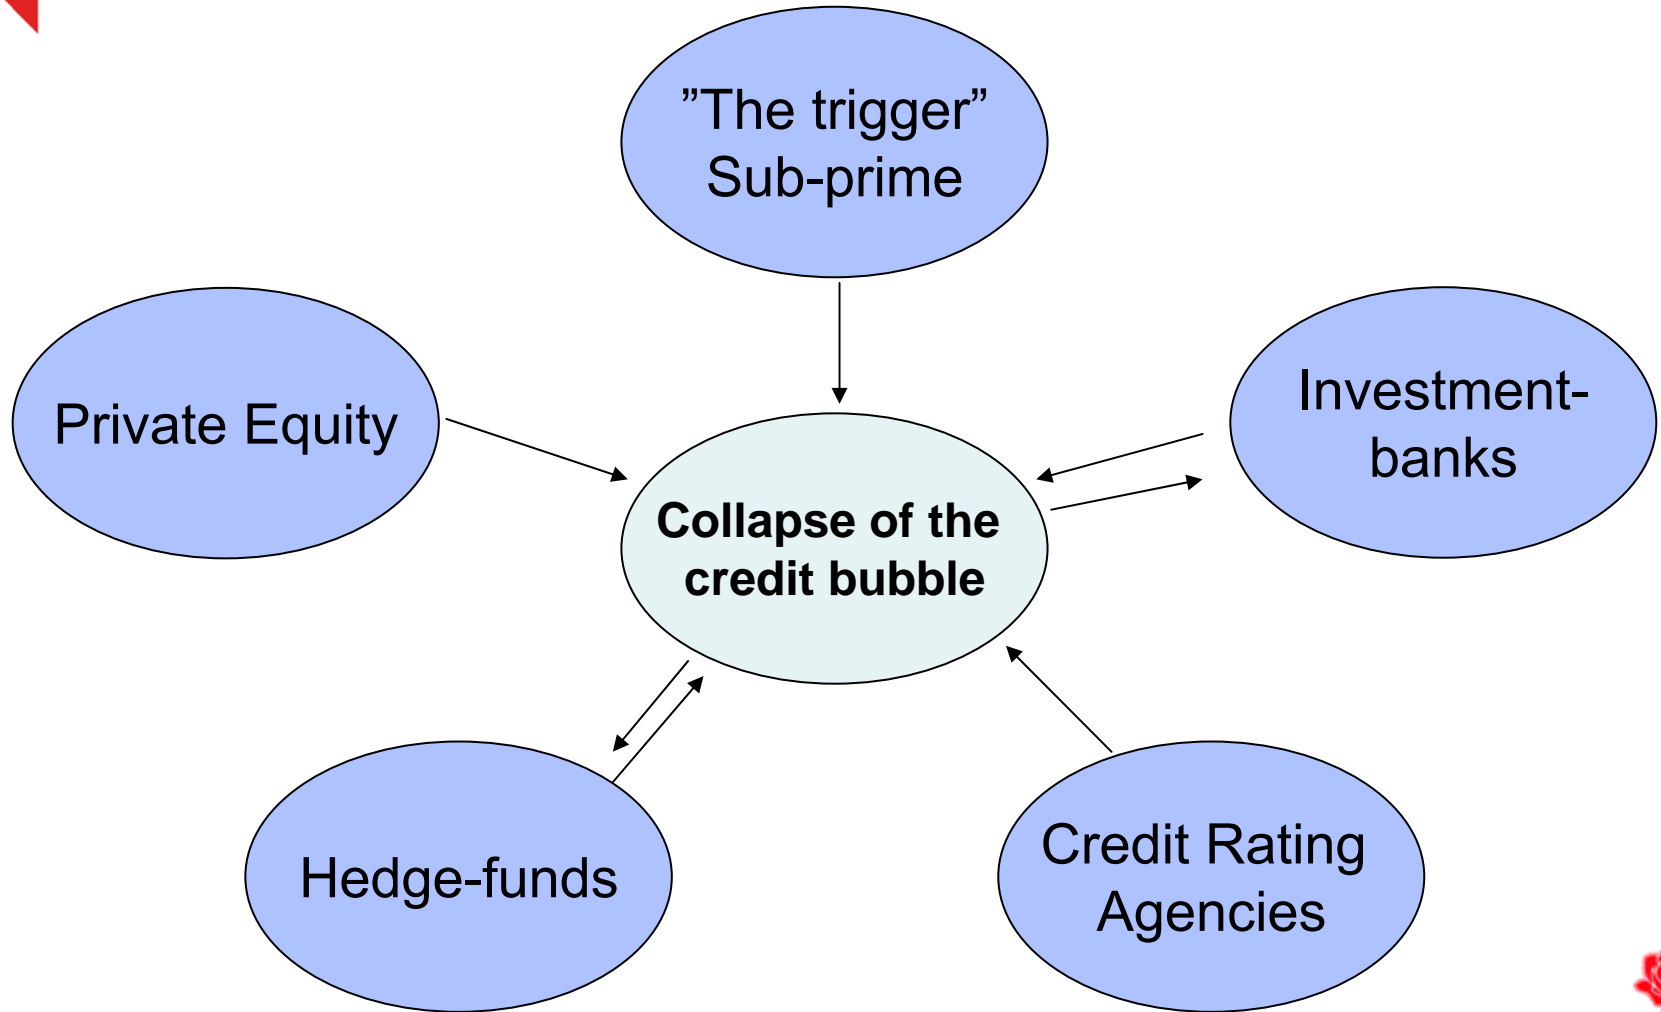 ”The trigger”
Sub-prime
Private Equity
Investment-
banks
Collapse of the
credit bubble
Hedge-funds
Credit Rating
Agencies